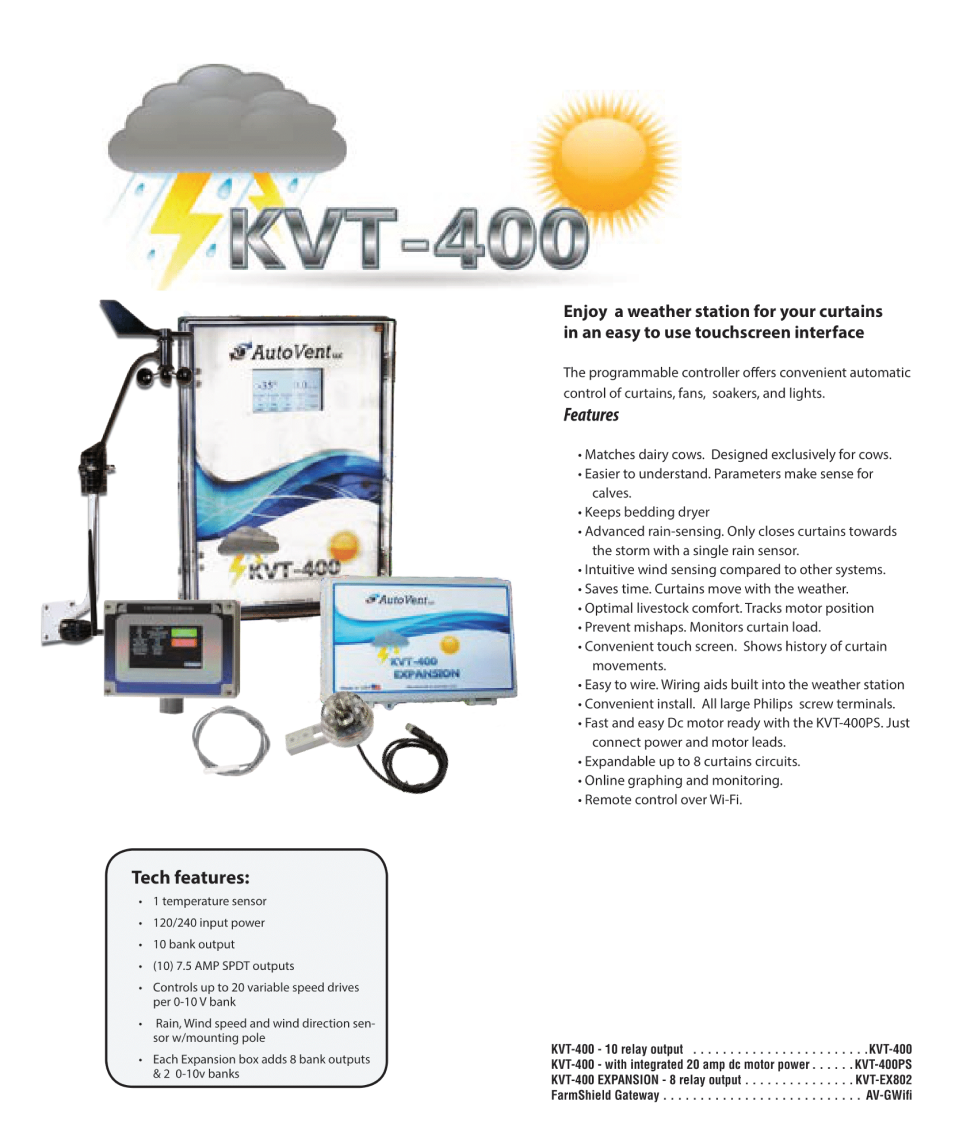 KVT-400
Enjoy a weather station for your curtains
in an easy to use touchscreen interface
The programmable controller offers convenient automatic
control of curtains, fans, soakers, and lights.
Features
• Matches dairy cows. Designed exclusively for cows.
• Easier to understand. Parameters make sense for
calves.
• Keeps bedding dryer
• Advanced rain-sensing. Only closes curtains towards
the storm with a single rain sensor.
• Intuitive wind sensing compared to other systems.
• Saves time. Curtains move with the weather.
• Optimal livestock comfort. Tracks motor position
• Prevent mishaps. Monitors curtain load.
• Convenient touch screen. Shows history of curtain
movements.
• Easy to wire. Wiring aids built into the weather station
• Convenient install. All large Philips screw terminals.
• Fast and easy Dc motor ready with the KVT-400PS. Just
connect power and motor leads.
• Expandable up to 8 curtains circuits.
• Online graphing and monitoring.
• Remote control over Wi-Fi.
AutoVent LLC
KVT-400
AutoVent
KVT-400
EXPANSION
Tech features:
• 1 temperature sensor
• 120/240 input power
• 10 bank output
• (10) 7.5 AMP SPDT outputs
• Controls up to 20 variable speed drives
per 0-10 V bank
• Rain, Wind speed and wind direction sen-
sor w/mounting pole
• Each Expansion box adds 8 bank outputs
& 2 0-10v banks
KVT-400 - 10 relay output . . . . . . . . . . . . . . . . . . . . . . . . KVT-400
KVT-400 - with integrated 20 amp dc motor power . . . . . . KVT-400PS
KVT-400 EXPANSION - 8 relay output . . . . . . . . . . . . . . . KVT-EX802
FarmShield Gateway . . . . . . . . . . . . . . . . . . . . . . . . . . . AV-GWifi